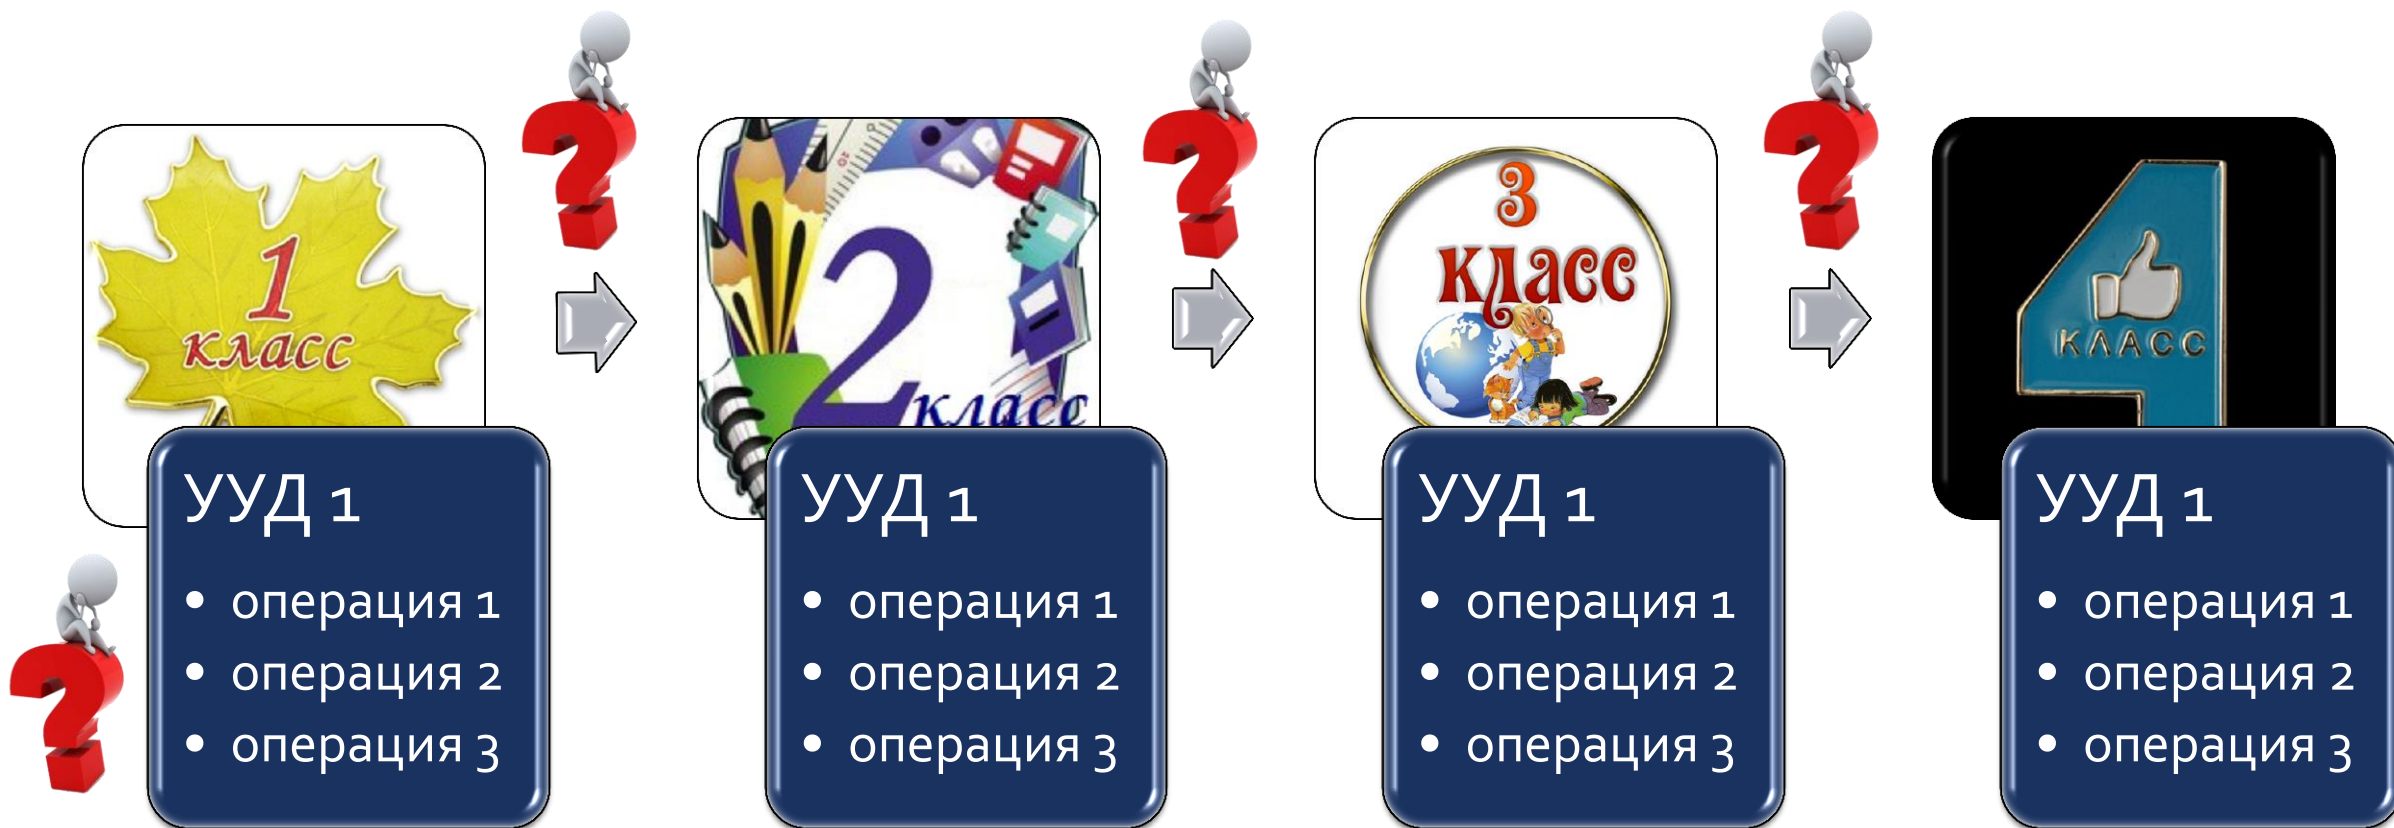 1
класс
УУД 1
• операция 1
• операция 2
• операция 3
2
класс
УУД 1
• операция 1
• операция 2
• операция 3
3
класс
УУД 1
• операция 1
• операция 2
• операция 3
4
КЛАСС
УУД 1
• операция 1
• операция 2
• операция 3